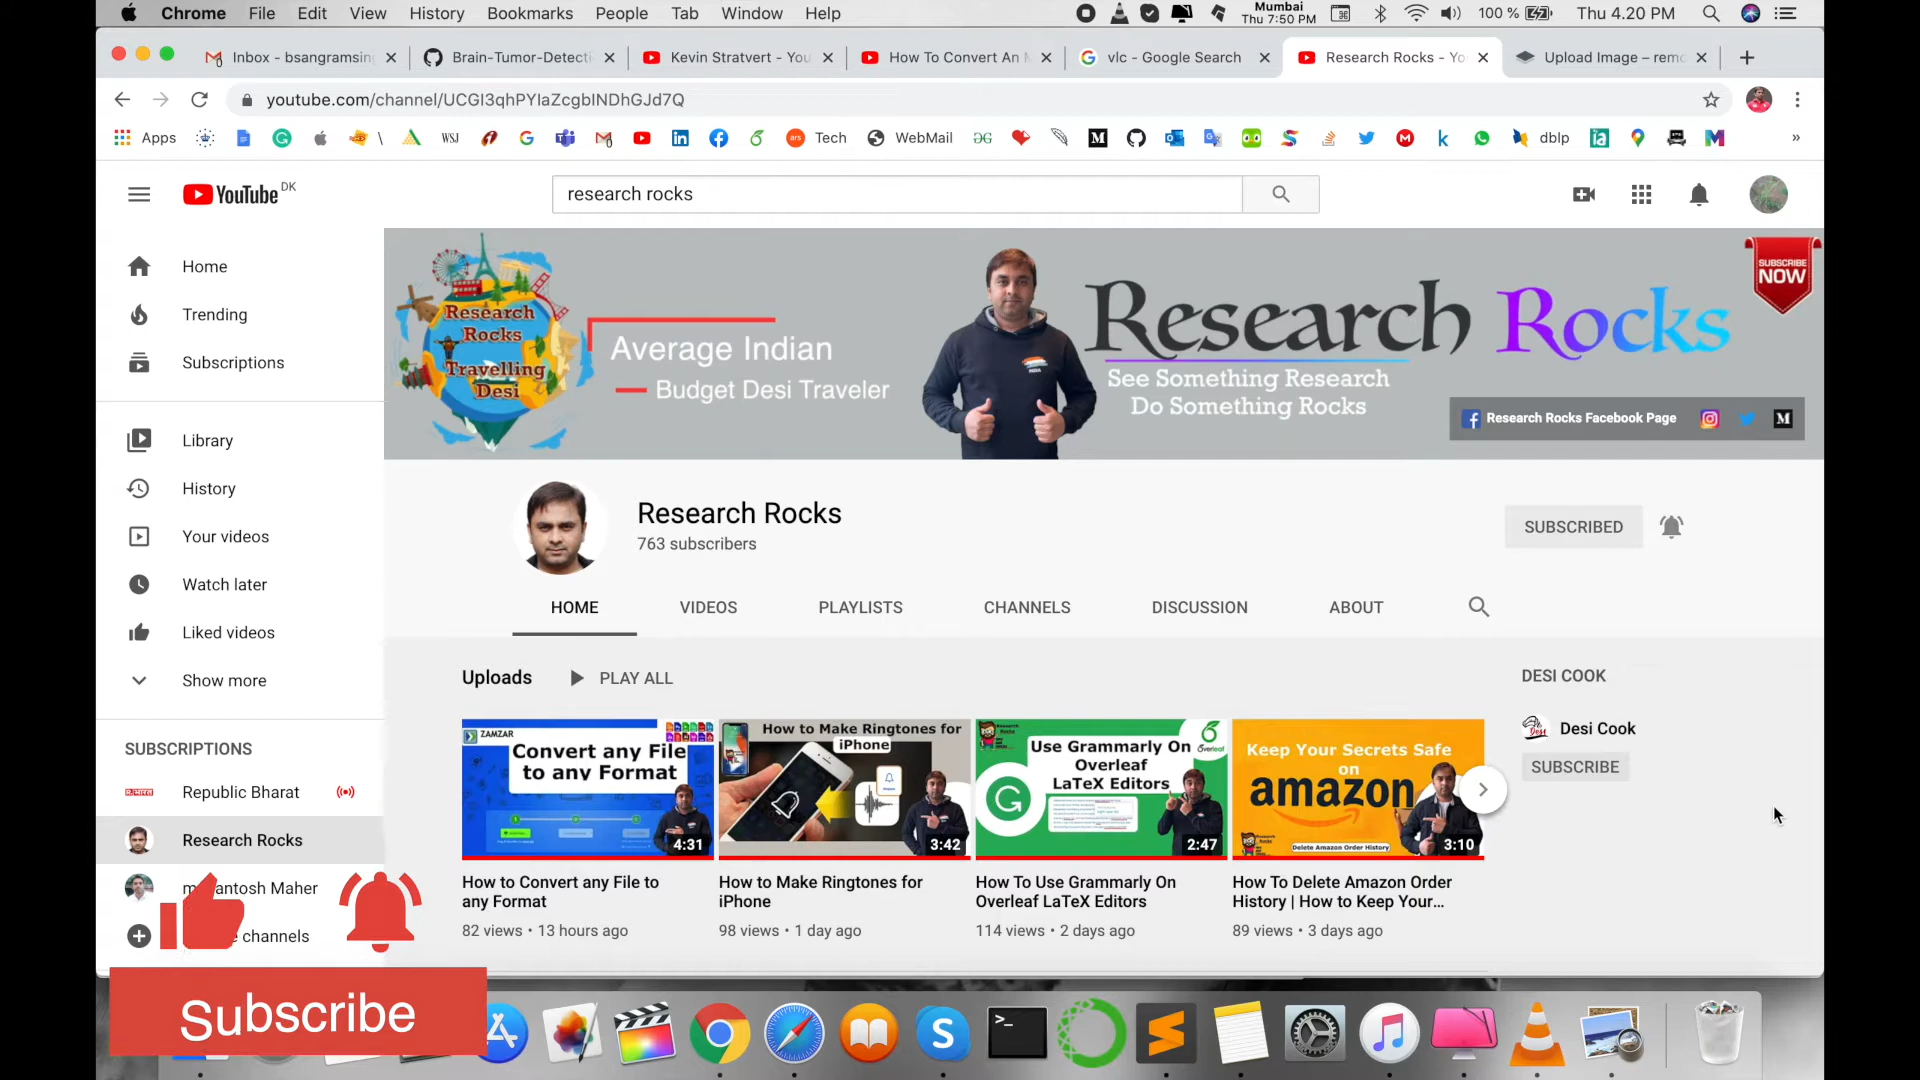 Chrome File Edit View History Bookmarks People Tab Window Help
Mumbai
Thu 7:50 PM
100 %
Thu 4.20 PM
Inbox - bsangramsing
Brain-Tumor-Detecti
Kevin Stratvert - You
How To Convert An M
vlc - Google Search
Research Rocks - Yo
Upload Image – remo
youtube.com/channel/UCGI3qhPYIaZcgbINDhGJd7Q
Apps
\
WSJ
ars Tech
WebMail
dblp
YouTube DK
research rocks
Home
Trending
Subscriptions
Library
History
Your videos
Watch later
Liked videos
Show more
SUBSCRIPTIONS
Republic Bharat
Research Rocks
antosh Maher
channels
Subscribe
Research
Rocks
Travelling
Desi
Average Indian
Budget Desi Traveler
INDIA
Research Rocks
See Something Research
Do Something Rocks
SUBSCRIBE
NOW
Research Rocks Facebook Page
Research Rocks
763 subscribers
SUBSCRIBED
HOME VIDEOS PLAYLISTS CHANNELS DISCUSSION ABOUT
Uploads PLAY ALL
ZAMZAR
Convert any File
to any Format
4:31
How to Convert any File to
any Format
82 views • 13 hours ago
How to Make Ringtones for
iPhone
3:42
How to Make Ringtones for
iPhone
98 views • 1 day ago
Use Grammarly On
Overleaf
LaTeX Editors
Overleaf
2:47
How To Use Grammarly On
Overleaf LaTeX Editors
114 views • 2 days ago
Keep Your Secrets Safe
on
amazon
Delete Amazon Order History
3:10
How To Delete Amazon Order
History | How to Keep Your...
89 views • 3 days ago
DESI COOK
Desi Cook
SUBSCRIBE